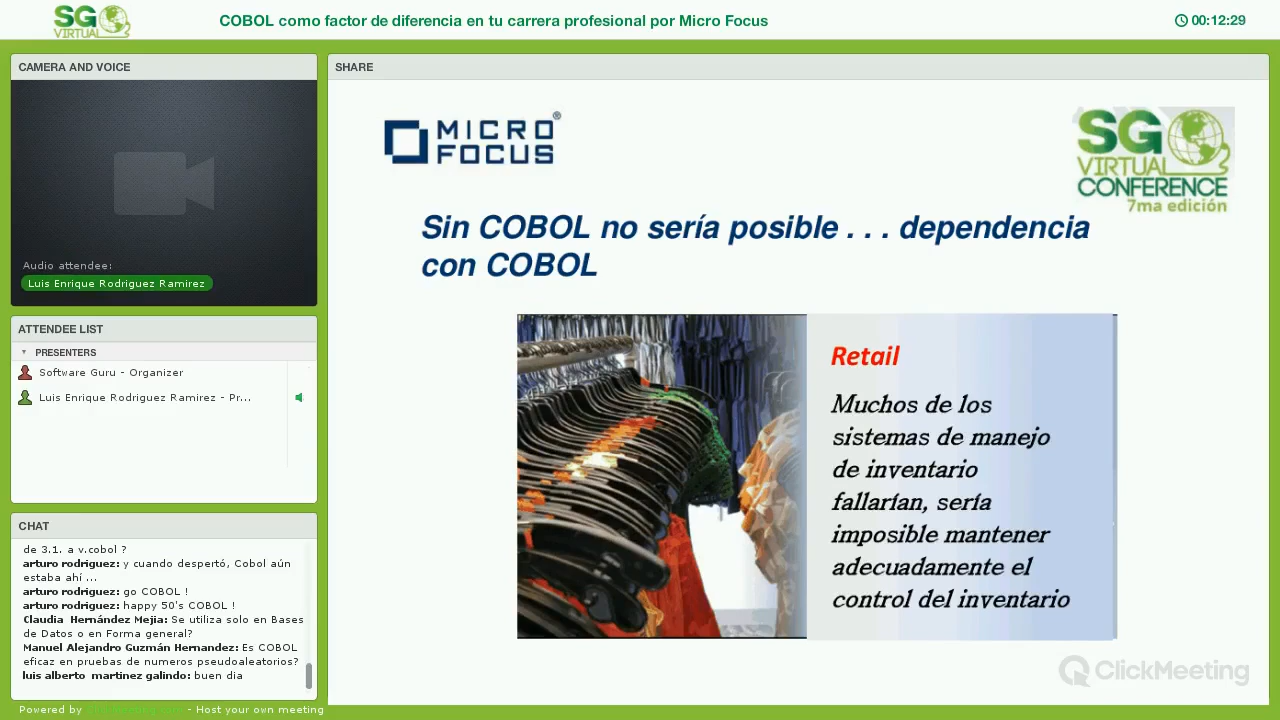 SG
VIRTUAL
COBOL como factor de diferencia en tu carrera profesional por Micro Focus
00:12:29
CAMERA AND VOICE
Audio attendee:
Luis Enrique Rodriguez Ramirez
ATTENDEE LIST
PRESENTERS
Software Guru - Organizer
Luis Enrique Rodriguez Ramirez - Pr...
CHAT
de 3.1. a v.cobol ?
arturo rodriguez: y cuando despertó, Cobol aún
estaba ahí ...
arturo rodriguez: go COBOL !
arturo rodriguez: happy 50's COBOL !
Claudia Hernández Mejia: Se utiliza solo en Bases
de Datos o en Forma general?
Manuel Alejandro Guzmán Hernandez: Es COBOL
eficaz en pruebas de numeros pseudoaleatorios?
luis alberto martinez galindo: buen dia
Powered by ClickMeeting.com - Host your own meeting
SHARE
MICRO
FOCUS®
SG
VIRTUAL
CONFERENCE
7ma edición
Sin COBOL no sería posible . . . dependencia
con COBOL
Retail
Muchos de los
sistemas de manejo
de inventario
fallarían, sería
imposible mantener
adecuadamente el
control del inventario
ClickMeeting